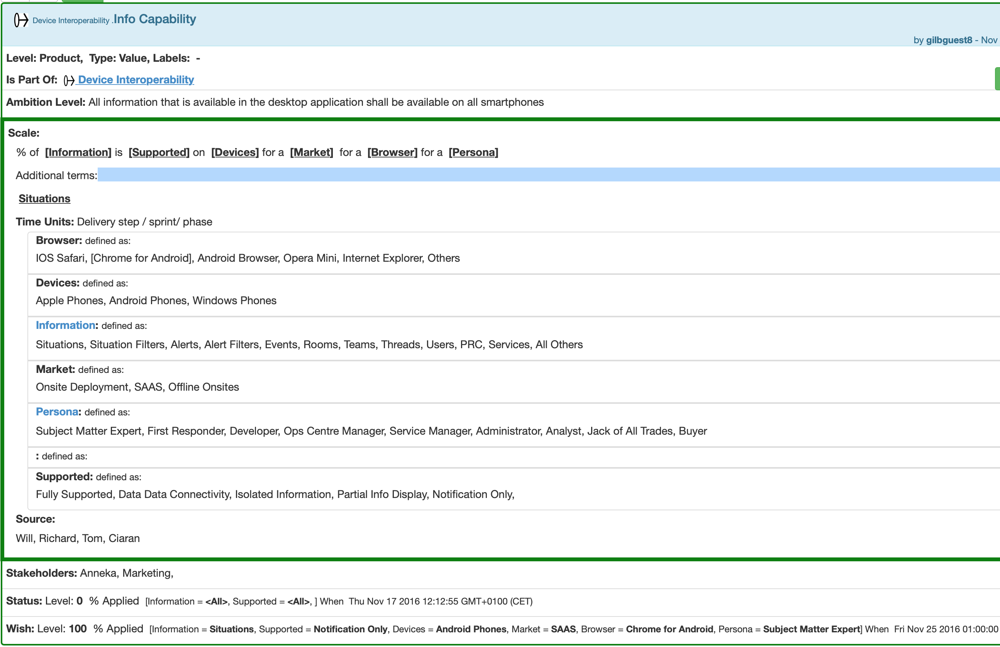 Device Interoperability .Info Capability
by gilbguest8 - Nov
Level: Product, Type: Value, Labels: -
Is Part Of: Device Interoperability
Ambition Level: All information that is available in the desktop application shall be available on all smartphones
Scale:
% of [Information] is [Supported] on [Devices] for a [Market] for a [Browser] for a [Persona]
Additional terms:
Situations
Time Units: Delivery step / sprint/ phase
Browser: defined as:
IOS Safari, [Chrome for Android], Android Browser, Opera Mini, Internet Explorer, Others
Devices: defined as:
Apple Phones, Android Phones, Windows Phones
Information: defined as:
Situations, Situation Filters, Alerts, Alert Filters, Events, Rooms, Teams, Threads, Users, PRC, Services, All Others
Market: defined as:
Onsite Deployment, SAAS, Offline Onsites
Persona: defined as:
Subject Matter Expert, First Responder, Developer, Ops Centre Manager, Service Manager, Administrator, Analyst, Jack of All Trades, Buyer
: defined as:
Supported: defined as:
Fully Supported, Data Data Connectivity, Isolated Information, Partial Info Display, Notification Only,
Source:
Will, Richard, Tom, Ciaran
Stakeholders: Anneka, Marketing,
Status: Level: 0 % Applied [Information = <All>, Supported = <All>, ] When Thu Nov 17 2016 12:12:55 GMT+0100 (CET)
Wish: Level: 100 % Applied [Information = Situations, Supported = Notification Only, Devices = Android Phones, Market = SAAS, Browser = Chrome for Android, Persona = Subject Matter Expert] When Fri Nov 25 2016 01:00:00